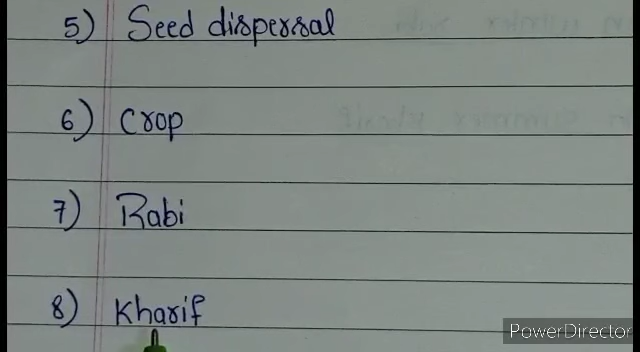 5) Seed dispersal
6) Crop
7) Rabi
8) Kharif
PowerDirector